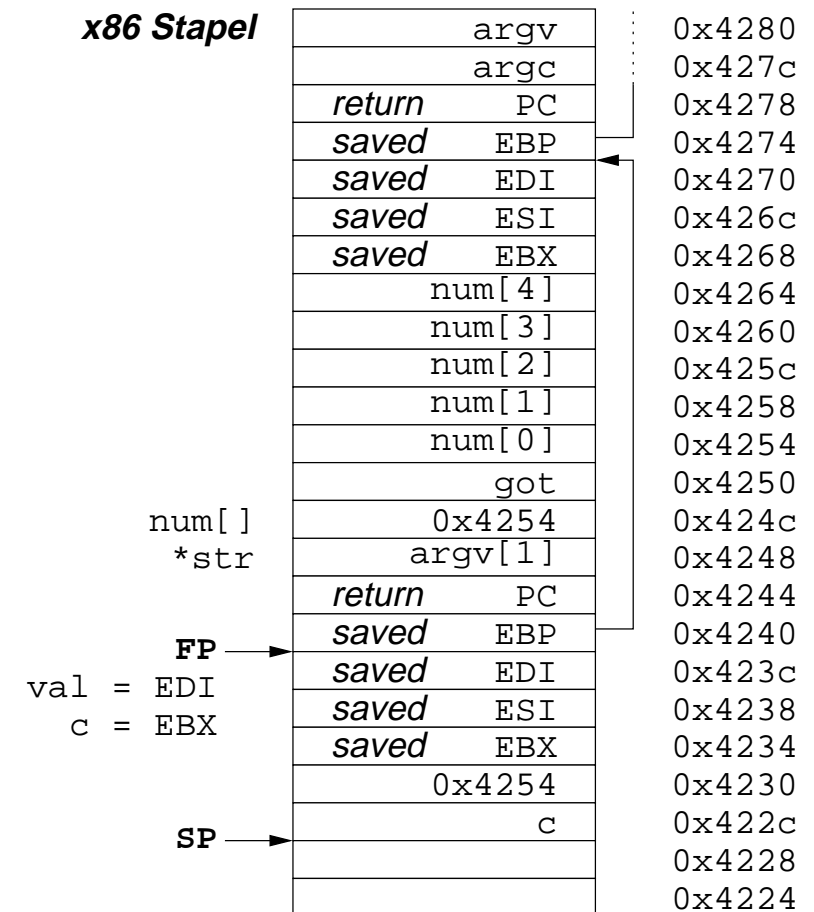 x86 Stapel argv 0x4280
argc 0x427c
return PC 0x4278
saved EBP 0x4274
saved EDI 0x4270
saved ESI 0x426c
saved EBX 0x4268
num[4] 0x4264
num[3] 0x4260
num[2] 0x425c
num[1] 0x4258
num[0] 0x4254
got 0x4250
num[] 0x4254 0x424c
*str argv[1] 0x4248
return PC 0x4244
saved EBP 0x4240
FP
saved EDI 0x423c
val = EDI
saved ESI 0x4238
c = EBX
saved EBX 0x4234
0x4254 0x4230
c 0x422c
SP
0x4228
0x4224